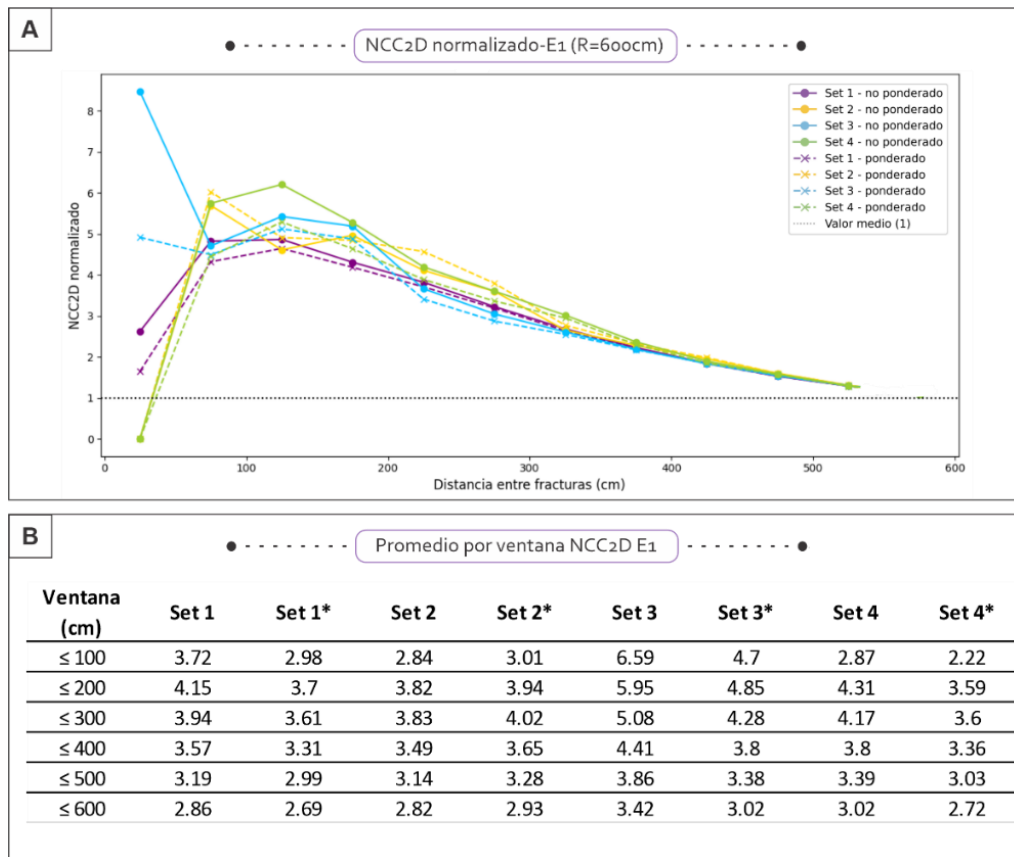 A
NCC2D normalizado-E1 (R=600cm)
NCC2D normalizado
8
7
6
5
4
3
2
1
0
0 100 200 300 400 500 600
Distancia entre fracturas (cm)
Set 1 - no ponderado
Set 2 - no ponderado
Set 3 - no ponderado
Set 4 - no ponderado
Set 1 - ponderado
Set 2 - ponderado
Set 3 - ponderado
Set 4 - ponderado
Valor medio (1)
B
Promedio por ventana NCC2D E1
Ventana (cm) Set 1 Set 1* Set 2 Set 2* Set 3 Set 3* Set 4 Set 4*
≤ 100 3.72 2.98 2.84 3.01 6.59 4.7 2.87 2.22
≤ 200 4.15 3.7 3.82 3.94 5.95 4.85 4.31 3.59
≤ 300 3.94 3.61 3.83 4.02 5.08 4.28 4.17 3.6
≤ 400 3.57 3.31 3.49 3.65 4.41 3.8 3.8 3.36
≤ 500 3.19 2.99 3.14 3.28 3.86 3.38 3.39 3.03
≤ 600 2.86 2.69 2.82 2.93 3.42 3.02 3.02 2.72